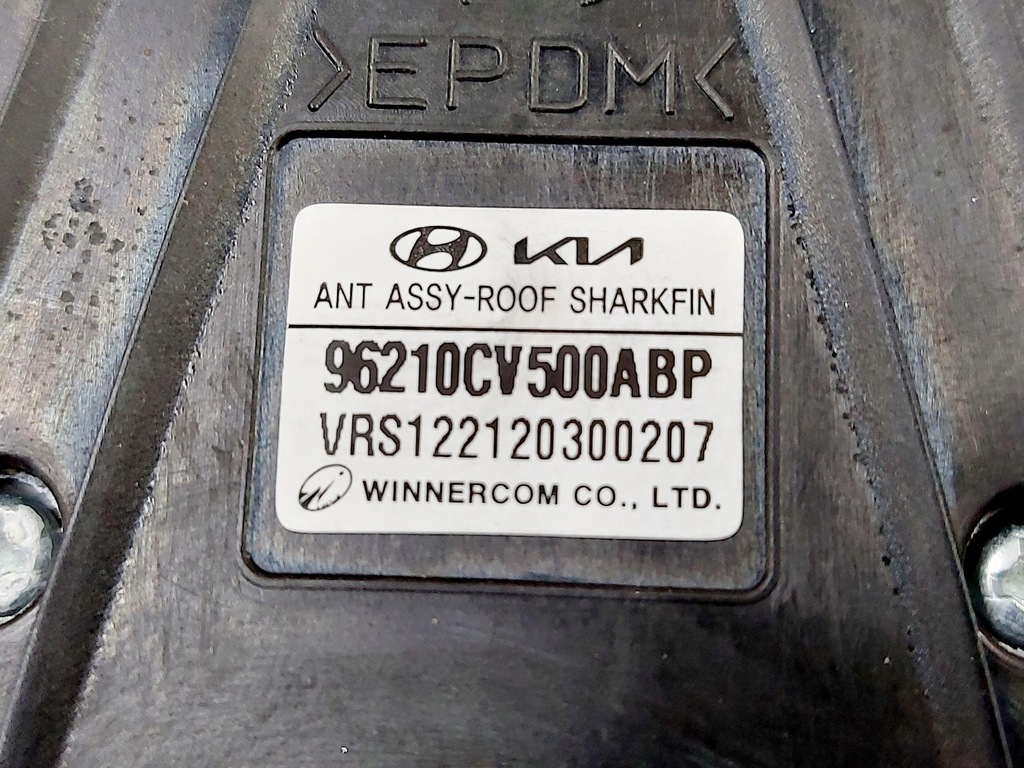 >EPDM<
KIA
ANT ASSY-ROOF SHARKFIN
96210CV500ABP
VRS122120300207
WINNERCOM CO., LTD.